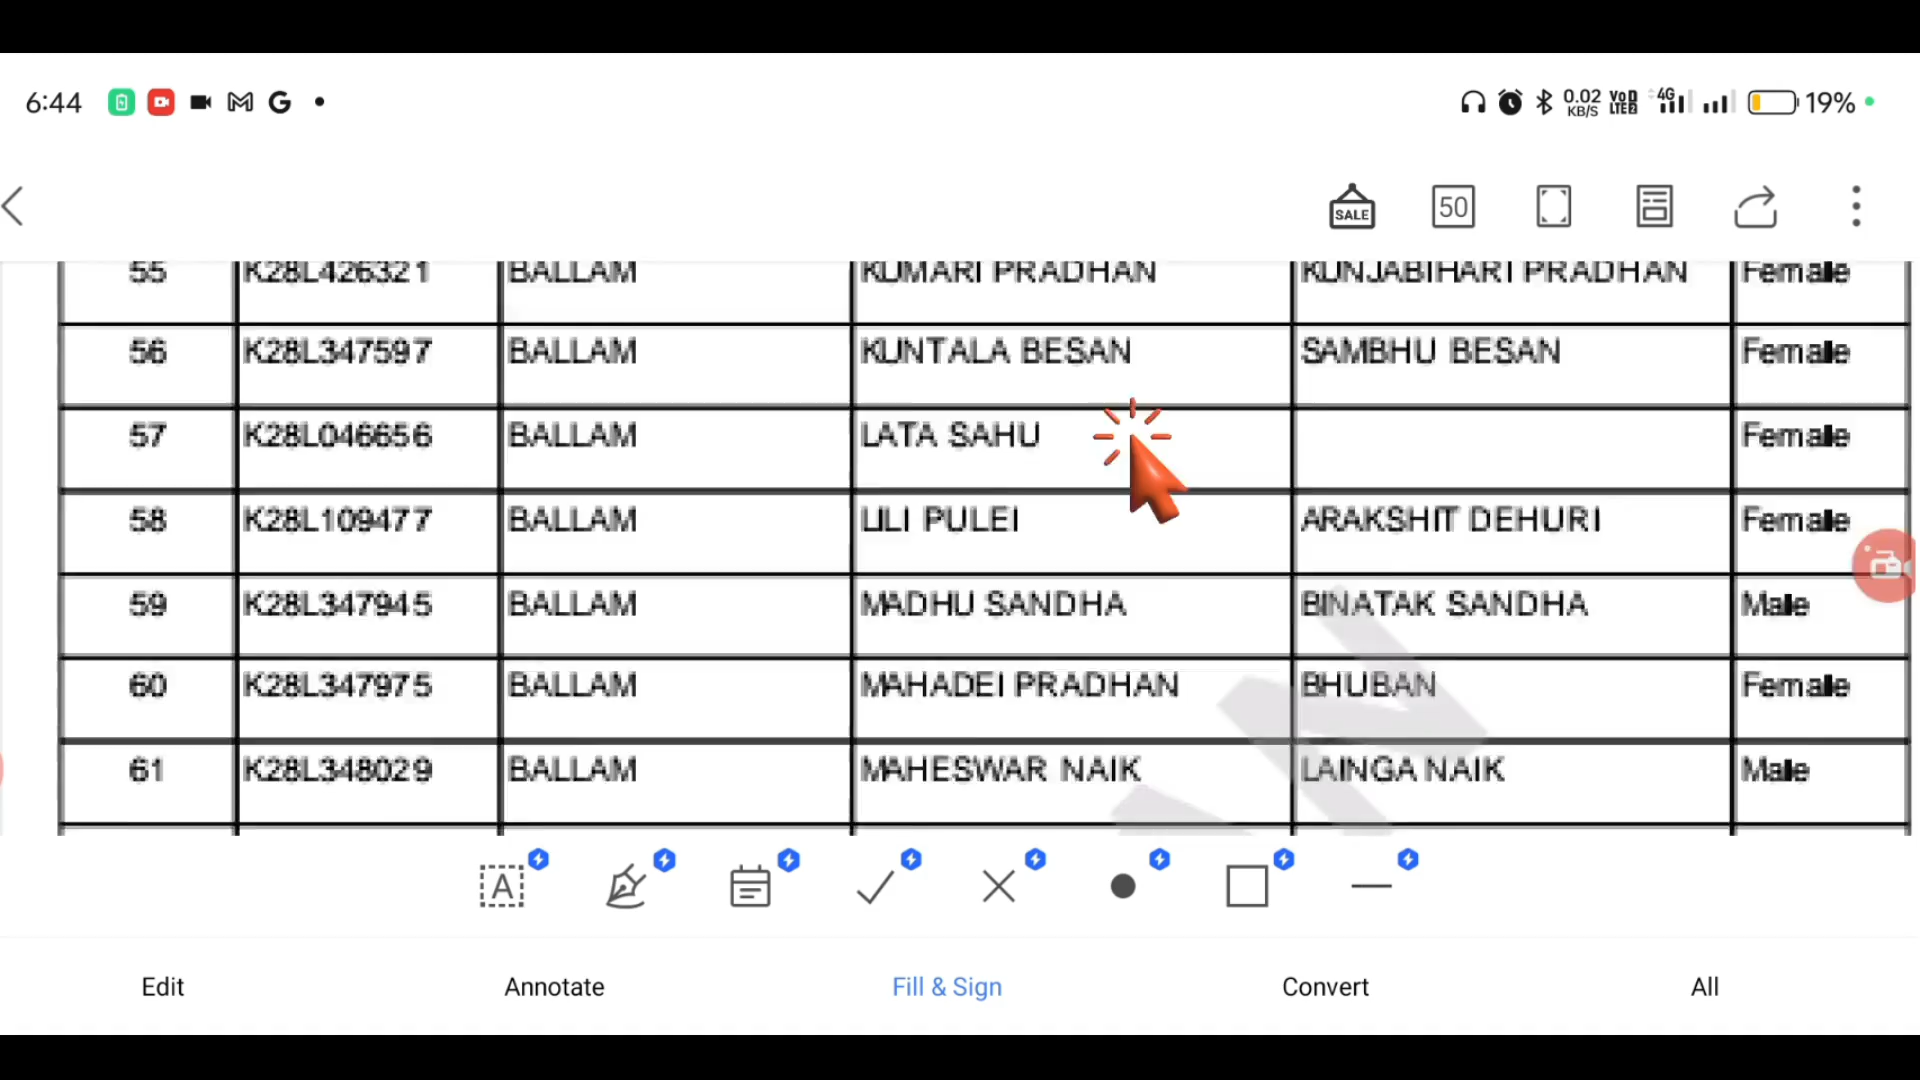 6:44 0.02 KB/S VoD LTE2 4G 19%
SALE 50
55 K28L426321 BALLAM KUMARI PRADHAN KUNJABIHARI PRADHAN Female
56 K28L347597 BALLAM KUNTALA BESAN SAMBHU BESAN Female
57 K28L046656 BALLAM LATA SAHU Female
58 K28L109477 BALLAM LILI PULEI ARAKSHIT DEHURI Female
59 K28L347945 BALLAM MADHU SANDHA BINATAK SANDHA Male
60 K28L347975 BALLAM MAHADEI PRADHAN BHUBAN Female
61 K28L348029 BALLAM MAHESWAR NAIK LAINGA NAIK Male
A
Edit Annotate Fill & Sign Convert All